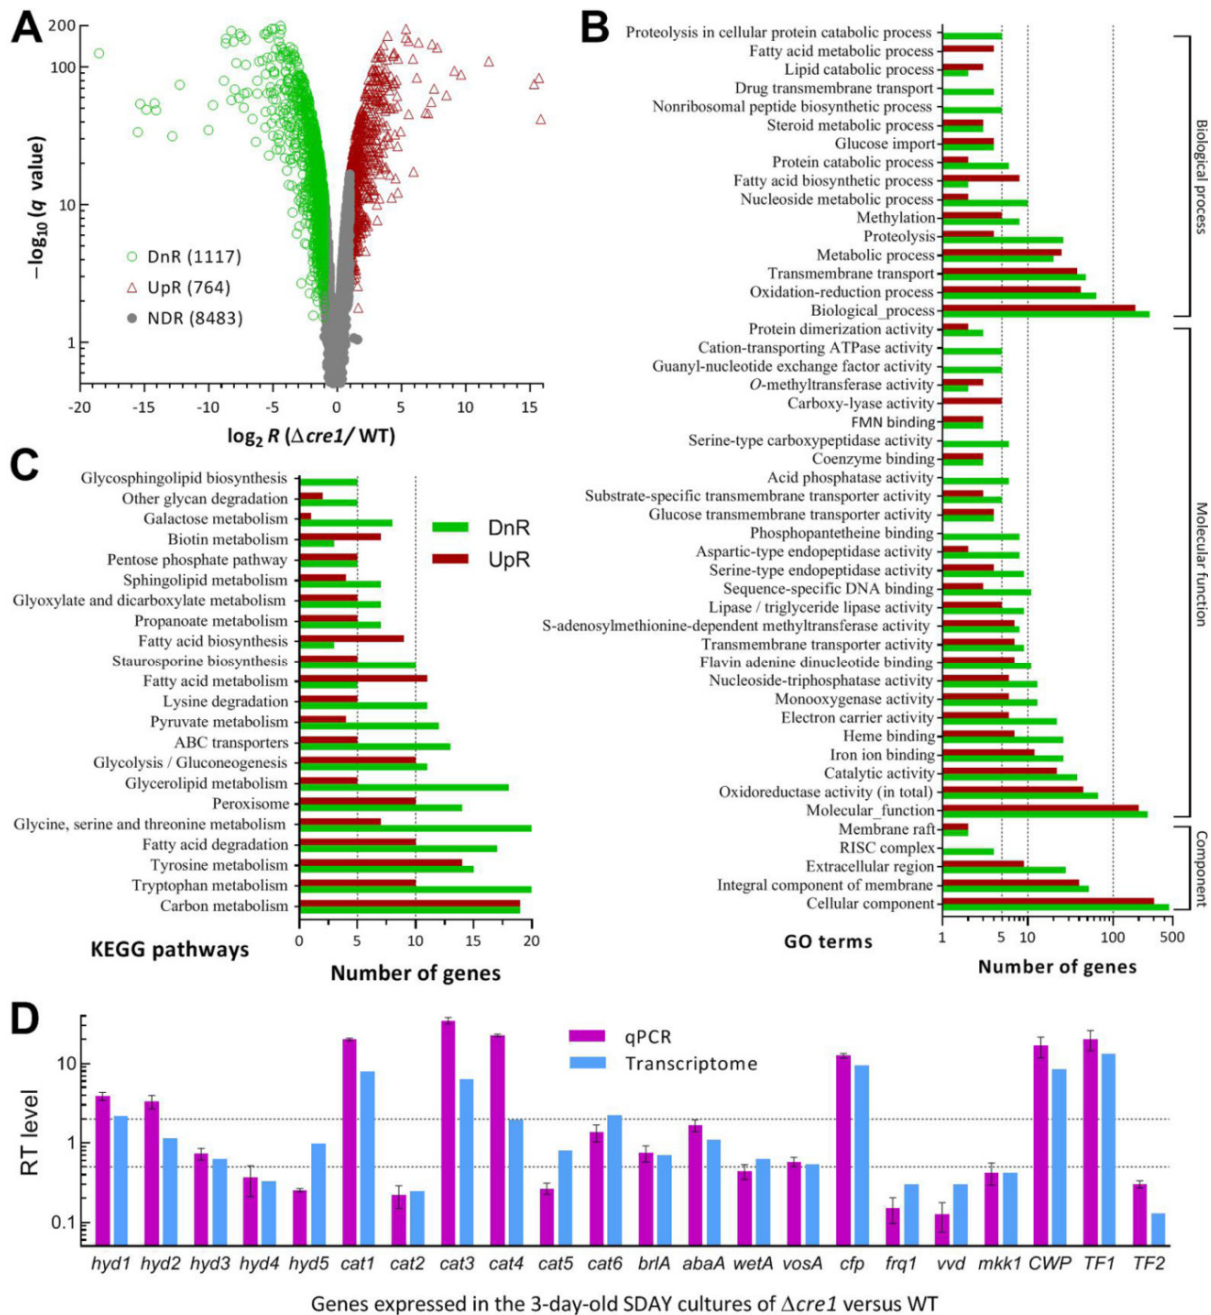 A
200
100
10
1
−log10 (q value)
DnR (1117)
UpR (764)
NDR (8483)
-20
-15
-10
-5
0
5
10
15
log2 R (Δcre1/ WT)
B
Proteolysis in cellular protein catabolic process
Fatty acid metabolic process
Lipid catabolic process
Drug transmembrane transport
Nonribosomal peptide biosynthetic process
Steroid metabolic process
Glucose import
Protein catabolic process
Fatty acid biosynthetic process
Nucleoside metabolic process
Methylation
Proteolysis
Metabolic process
Transmembrane transport
Oxidation-reduction process
Biological_process
Protein dimerization activity
Cation-transporting ATPase activity
Guanyl-nucleotide exchange factor activity
O-methyltransferase activity
Carboxy-lyase activity
FMN binding
Serine-type carboxypeptidase activity
Coenzyme binding
Acid phosphatase activity
Substrate-specific transmembrane transporter activity
Glucose transmembrane transporter activity
Phosphopantetheine binding
Aspartic-type endopeptidase activity
Serine-type endopeptidase activity
Sequence-specific DNA binding
Lipase / triglyceride lipase activity
S-adenosylmethionine-dependent methyltransferase activity
Transmembrane transporter activity
Flavin adenine dinucleotide binding
Nucleoside-triphosphatase activity
Monooxygenase activity
Electron carrier activity
Heme binding
Iron ion binding
Catalytic activity
Oxidoreductase activity (in total)
Molecular_function
Membrane raft
RISC complex
Extracellular region
Integral component of membrane
Cellular component
Biological process
Molecular function
Component
1
5
10
100
500
GO terms
Number of genes
C
Glycosphingolipid biosynthesis
Other glycan degradation
Galactose metabolism
Biotin metabolism
Pentose phosphate pathway
Sphingolipid metabolism
Glyoxylate and dicarboxylate metabolism
Propanoate metabolism
Fatty acid biosynthesis
Staurosporine biosynthesis
Fatty acid metabolism
Lysine degradation
Pyruvate metabolism
ABC transporters
Glycolysis / Gluconeogenesis
Glycerolipid metabolism
Peroxisome
Glycine, serine and threonine metabolism
Fatty acid degradation
Tyrosine metabolism
Tryptophan metabolism
Carbon metabolism
DnR
UpR
0
5
10
15
20
KEGG pathways
Number of genes
D
qPCR
Transcriptome
RT level
10
1
0.1
hyd1
hyd2
hyd3
hyd4
hyd5
cat1
cat2
cat3
cat4
cat5
cat6
brlA
abaA
wetA
vosA
cfp
frq1
vvd
mkk1
CWP
TF1
TF2
Genes expressed in the 3-day-old SDAY cultures of Δcre1 versus WT